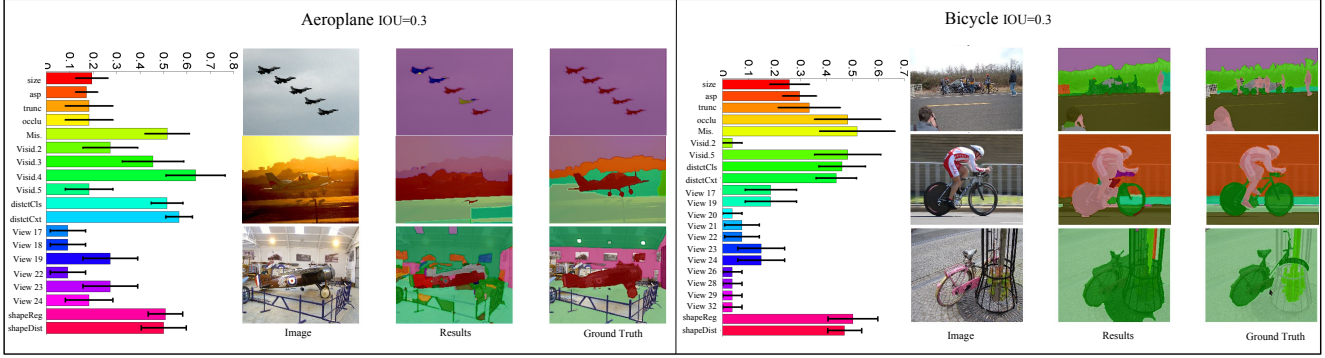 Aeroplane IOU=0.3
0 0.1 0.2 0.3 0.4 0.5 0.6 0.7 0.8
size
asp
trunc
occlu
Mis.
Visid.2
Visid.3
Visid.4
Visid.5
distctCls
distctCxt
View 17
View 18
View 19
View 22
View 23
View 24
shapeReg
shapeDist
Image Results Ground Truth
Bicycle IOU=0.3
0 0.1 0.2 0.3 0.4 0.5 0.6 0.7
size
asp
trunc
occlu
Mis.
Visid.2
Visid.5
distctCls
distctCxt
View 17
View 19
View 20
View 21
View 22
View 23
View 24
View 26
View 28
View 29
View 32
shapeReg
shapeDist
Image Results Ground Truth